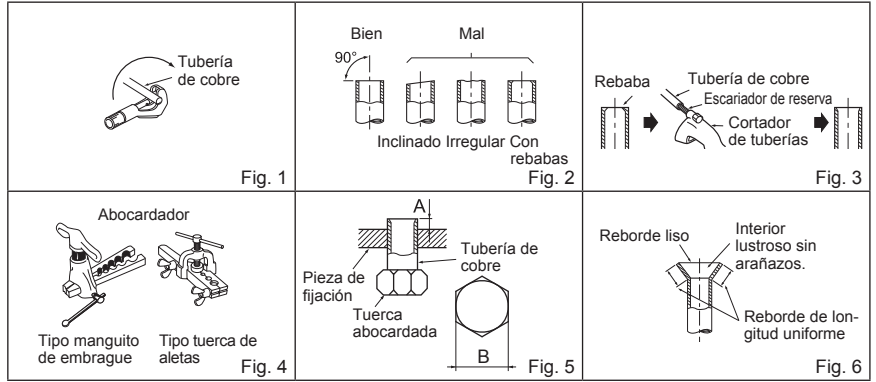 Tubería
de cobre
Fig. 1
Bien
Mal
90°
Inclinado Irregular Con
rebabas
Fig. 2
Rebaba
Tubería de cobre
Escariador de reserva
Cortador
de tuberías
Fig. 3
Abocardador
Tipo manguito
de embrague
Tipo tuerca de
aletas
Fig. 4
A
Tubería de
cobre
Pieza de
fijación
Tuerca
abocardada
B
Fig. 5
Reborde liso
Interior
lustroso sin
arañazos.
Reborde de lon-
gitud uniforme
Fig. 6